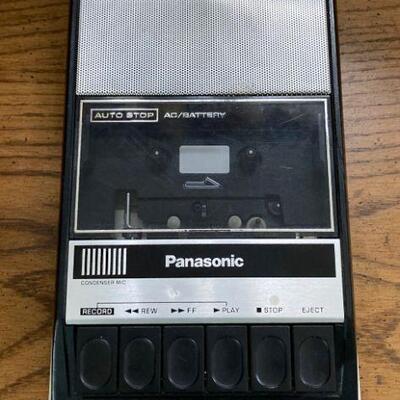 AUTO STOP AC/BATTERY
Panasonic
CONDENSER MIC
RECORD ◄◄ REW ►► FF ► PLAY ■ STOP EJECT